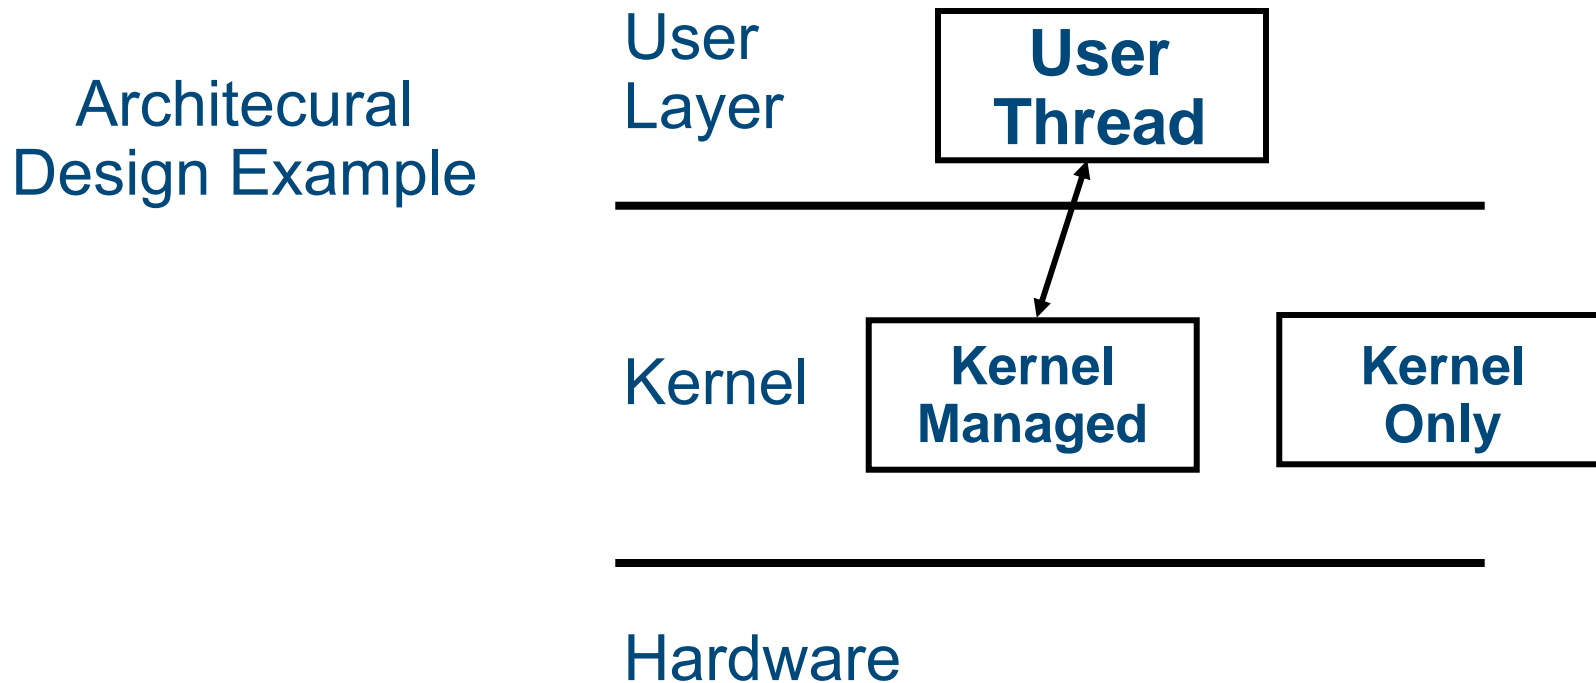 Architecural
Design Example
User
Layer
User
Thread
Kernel
Kernel
Managed
Kernel
Only
Hardware